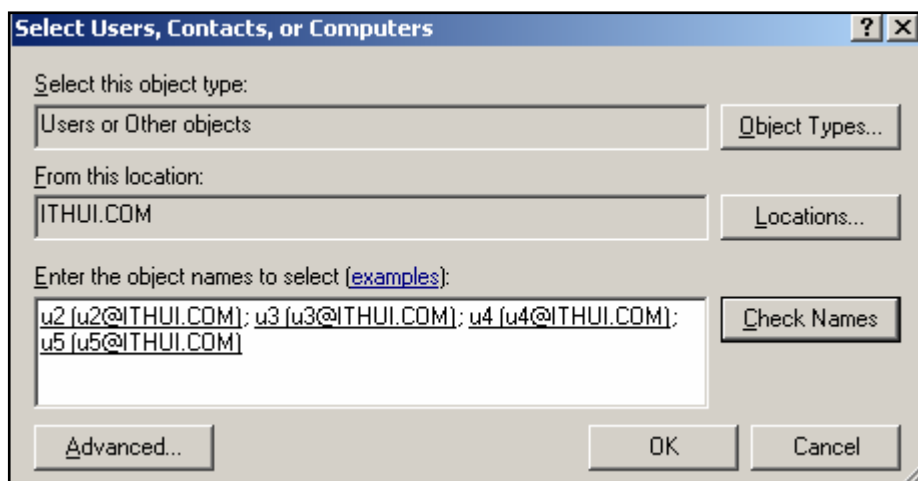 Select Users, Contacts, or Computers
Select this object type:
Users or Other objects
Object Types...
From this location:
ITHUI.COM
Locations...
Enter the object names to select (examples):
u2 (u2@ITHUI.COM); u3 (u3@ITHUI.COM); u4 (u4@ITHUI.COM);
u5 (u5@ITHUI.COM)
Check Names
Advanced...
OK
Cancel